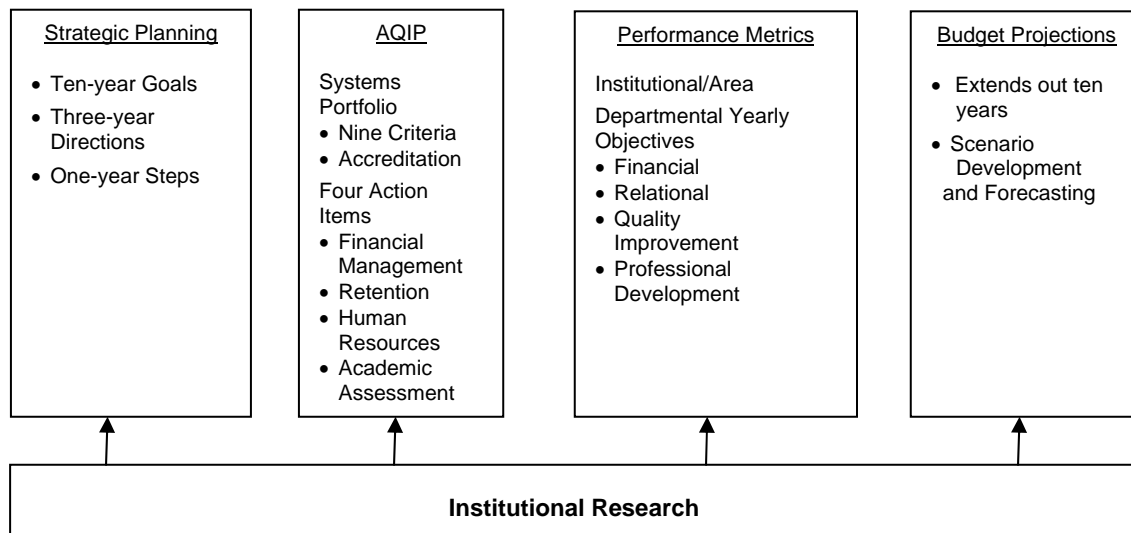 Strategic Planning
• Ten-year Goals
• Three-year
Directions
• One-year Steps
AQIP
Systems
Portfolio
• Nine Criteria
• Accreditation
Four Action
Items
• Financial
Management
• Retention
• Human
Resources
• Academic
Assessment
Performance Metrics
Institutional/Area
Departmental Yearly
Objectives
• Financial
• Relational
• Quality
Improvement
• Professional
Development
Budget Projections
• Extends out ten
years
• Scenario
Development
and Forecasting
Institutional Research